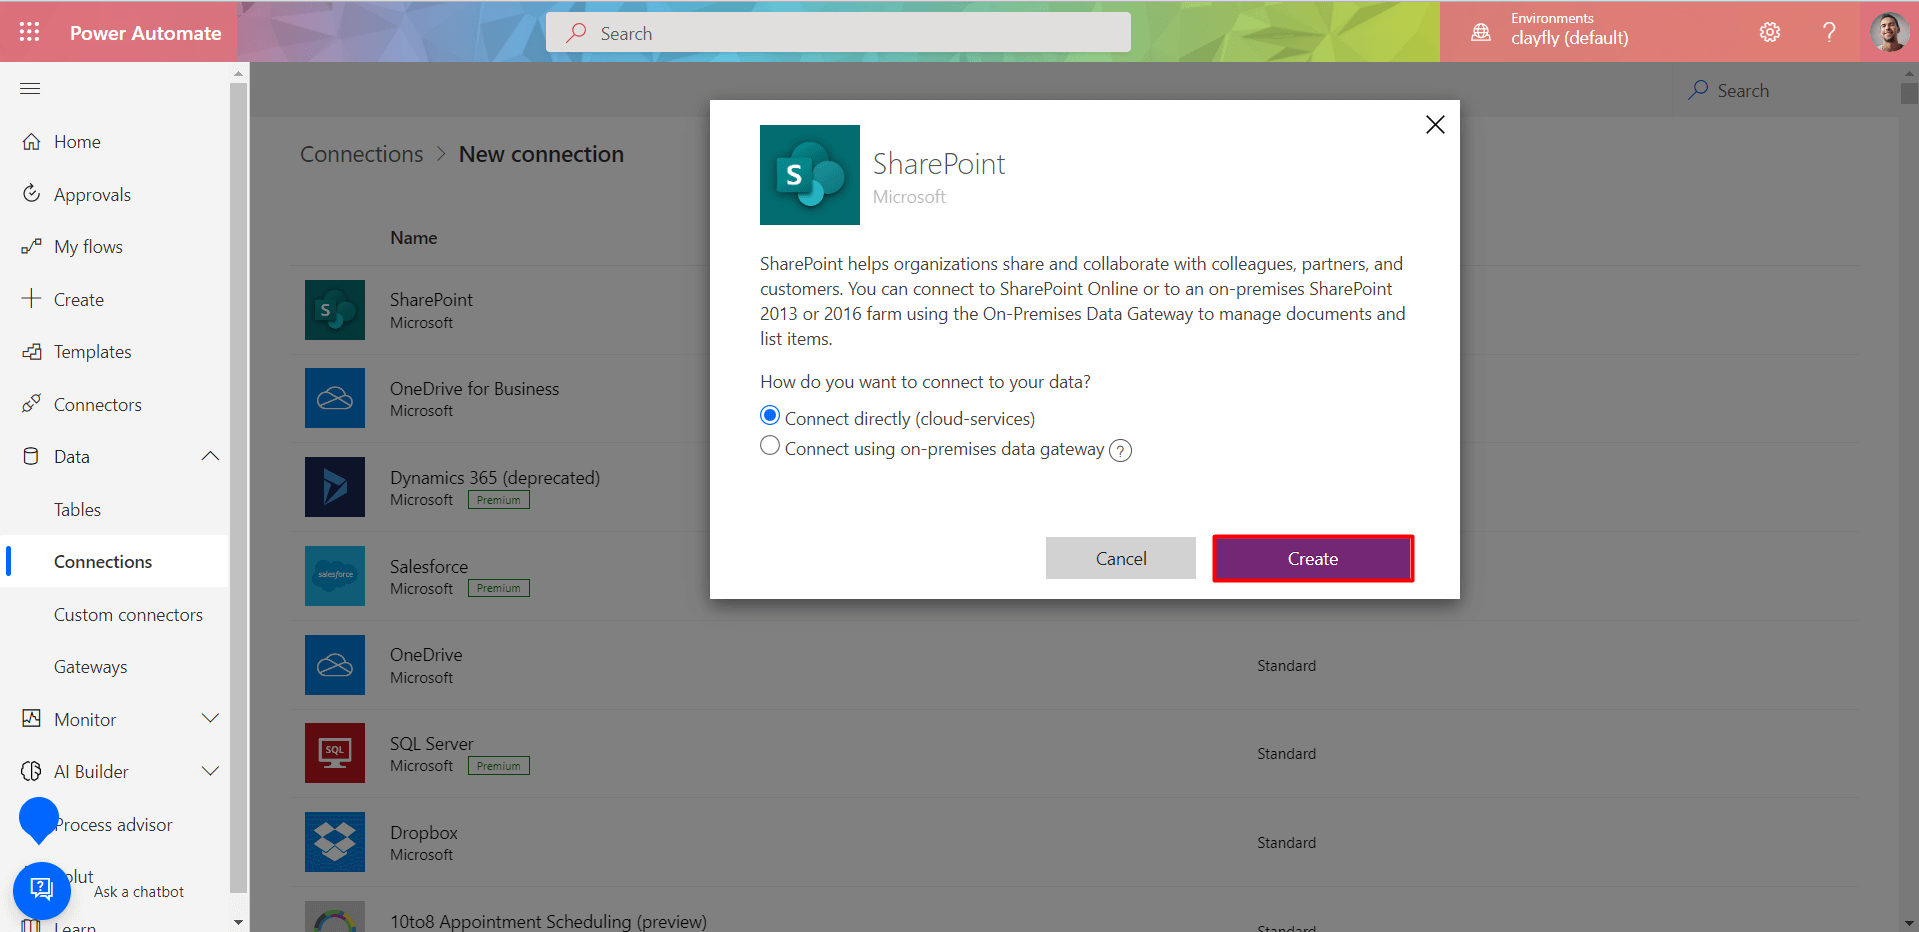 Power Automate
Search
Environments
clayfly (default)
Search
Home
Approvals
My flows
Create
Templates
Connectors
Data
Tables
Connections
Custom connectors
Gateways
Monitor
AI Builder
Process advisor
olut
Ask a chatbot
Learn
Connections > New connection
Name
SharePoint
Microsoft
OneDrive for Business
Microsoft
Dynamics 365 (deprecated)
Microsoft Premium
salesforce
Salesforce
Microsoft Premium
OneDrive
Microsoft
Standard
SQL
SQL Server
Microsoft Premium
Standard
Dropbox
Microsoft
Standard
10to8 Appointment Scheduling (preview)
Standard
S
SharePoint
Microsoft
SharePoint helps organizations share and collaborate with colleagues, partners, and
customers. You can connect to SharePoint Online or to an on-premises SharePoint
2013 or 2016 farm using the On-Premises Data Gateway to manage documents and
list items.
How do you want to connect to your data?
Connect directly (cloud-services)
Connect using on-premises data gateway ?
Cancel
Create